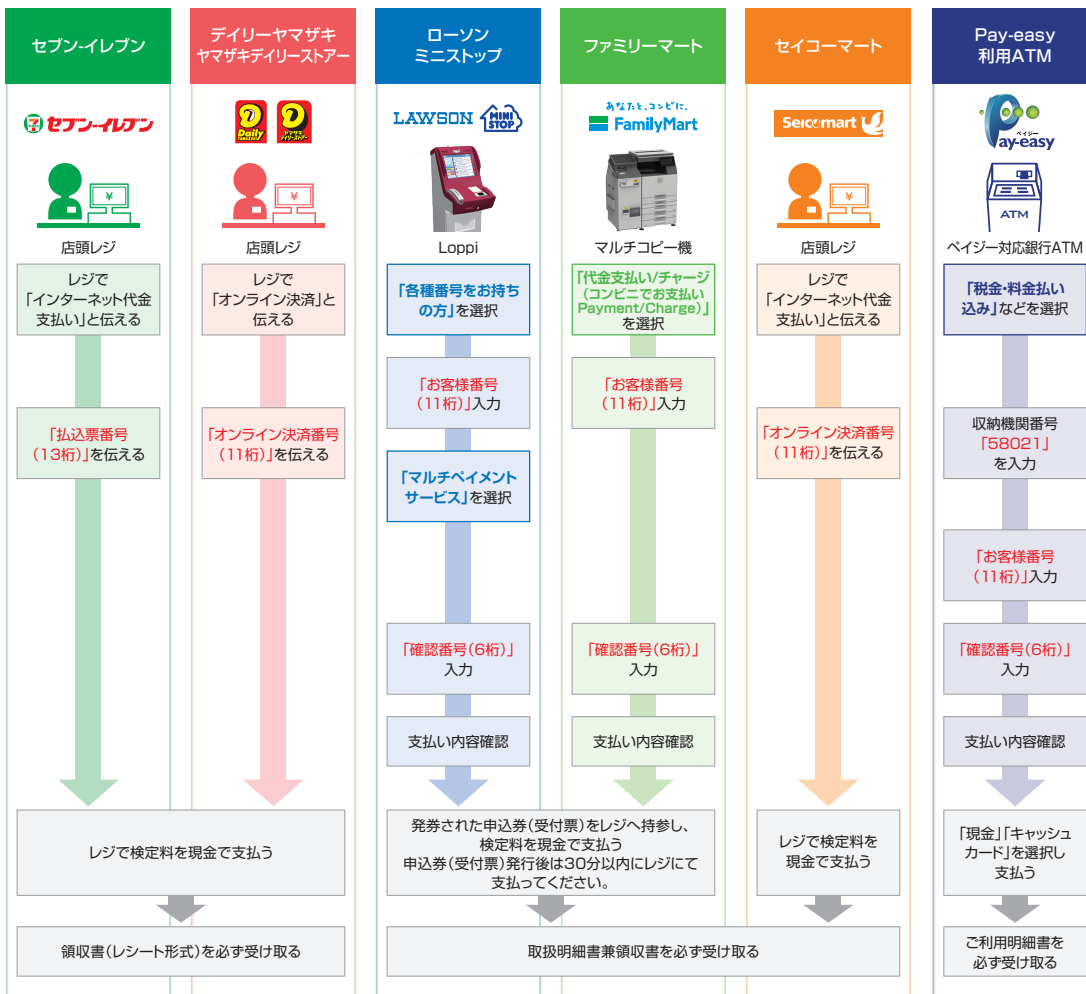 セブン-イレブン
デイリーヤマザキ
ヤマザキデイリーストアー
ローソン
ミニストップ
ファミリーマート
セイコーマート
Pay-easy
利用ATM
セブン-イレブン
Daily
ヤマザキ
デイリーストアー
LAWSON
MINI
STOP
あなたと、コンビに、
FamilyMart
Seicomart
ペイジー
Pay-easy
¥
¥
¥
ATM
店頭レジ
店頭レジ
Loppi
マルチコピー機
店頭レジ
ペイジー対応銀行ATM
レジで
「インターネット代金
支払い」と伝える
レジで
「オンライン決済」と
伝える
「各種番号をお持ち
の方」を選択
「代金支払い/チャージ
(コンビニでお支払い
Payment/Charge)」
を選択
レジで
「インターネット代金
支払い」と伝える
「税金・料金払い
込み」などを選択
「お客様番号
(11桁)」入力
「お客様番号
(11桁)」入力
「払込票番号
(13桁)」を伝える
「オンライン決済番号
(11桁)」を伝える
「オンライン決済番号
(11桁)」を伝える
収納機関番号
「58021」
を入力
「マルチペイメント
サービス」を選択
「お客様番号
(11桁)」入力
「確認番号(6桁)」
入力
「確認番号(6桁)」
入力
「確認番号(6桁)」
入力
支払い内容確認
支払い内容確認
支払い内容確認
レジで検定料を現金で支払う
発券された申込券(受付票)をレジへ持参し、
検定料を現金で支払う
申込券(受付票)発行後は30分以内にレジにて
支払ってください。
レジで検定料を
現金で支払う
「現金」「キャッシュ
カード」を選択し
支払う
領収書(レシート形式)を必ず受け取る
取扱明細書兼領収書を必ず受け取る
ご利用明細書を
必ず受け取る